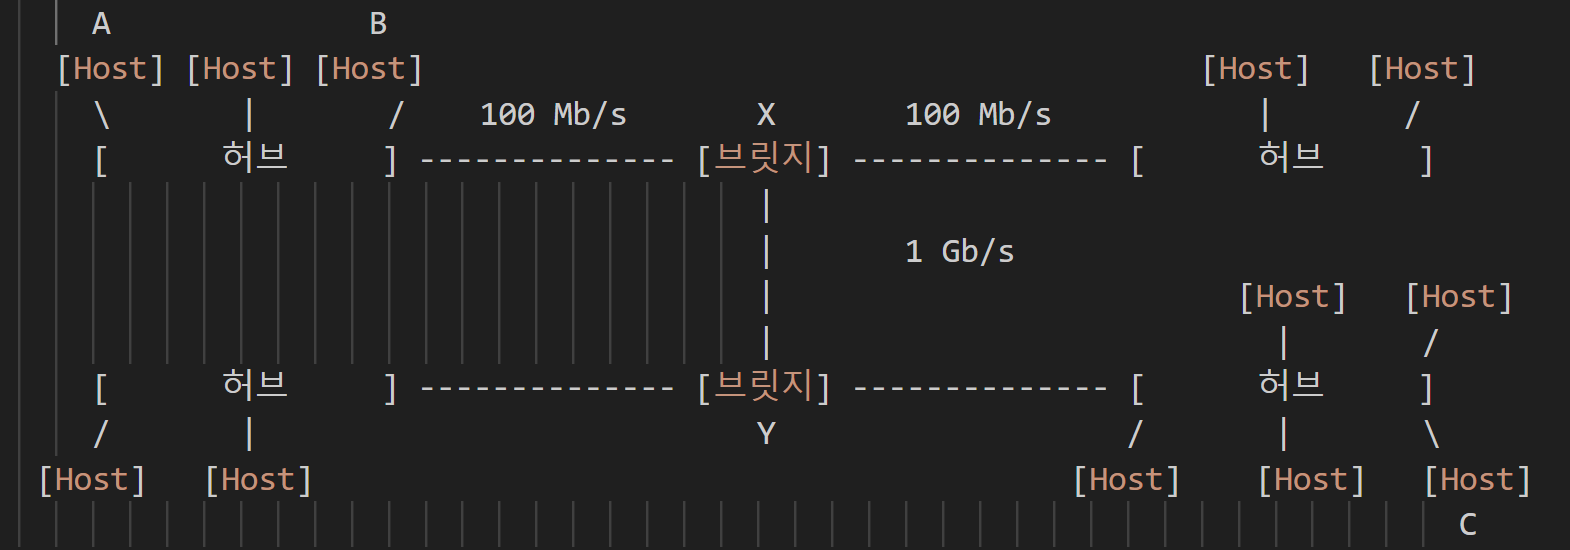 A B
[Host] [Host] [Host] [Host] [Host]
\ | / 100 Mb/s X 100 Mb/s | /
[ 허브 ] -------------- [브릿지] -------------- [ 허브 ]
|
| 1 Gb/s
| [Host] [Host]
| | /
[ 허브 ] -------------- [브릿지] -------------- [ 허브 ]
/ | Y / | \
[Host] [Host] [Host] [Host] [Host]
C